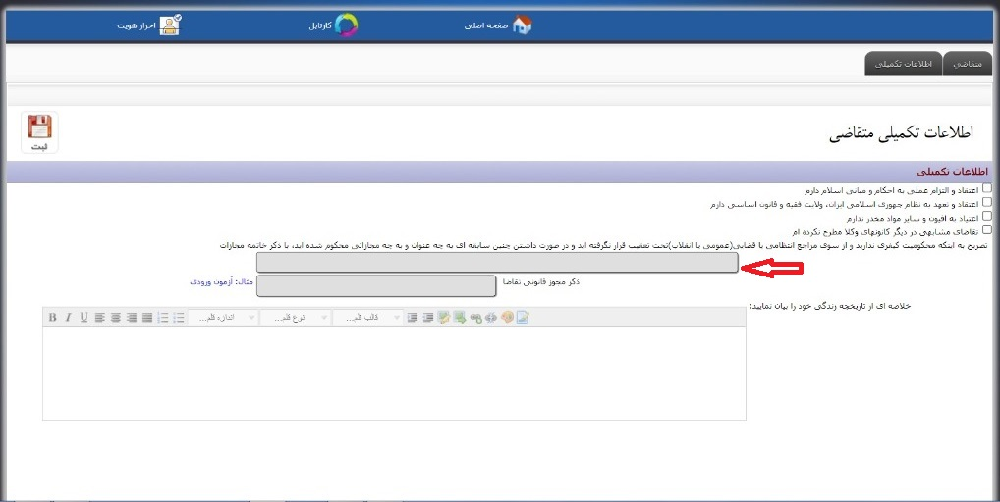 صفحه اصلی
کارتابل
احراز هویت
متقاضی
اطلاعات تکمیلی
اطلاعات تکمیلی متقاضی
ثبت
اطلاعات تکمیلی
اعتقاد و التزام عملی به احکام و مبانی اسلام دارم
اعتقاد و تعهد به نظام جمهوری اسلامی ایران، ولایت فقیه و قانون اساسی دارم
اعتیاد به افیون و سایر مواد مخدر ندارم
تقاضای مشابهی در دیگر کانونهای وکلا مطرح نکرده ام
تصریح به اینکه محکومیت کیفری ندارید و از سوی مراجع انتظامی یا قضایی(عمومی یا انقلاب)تحت تعقیب قرار نگرفته اید و در صورت داشتن چنین سابقه ای به چه عنوان و به چه مجازاتی محکوم شده اید، با ذکر خاتمه مجازات
ذکر مجوز قانونی تقاضا
مثال: آزمون ورودی
خلاصه ای از تاریخچه زندگی خود را بیان نمایید:
B I U اندازه قلم... نوع قلم... قالب قلم...